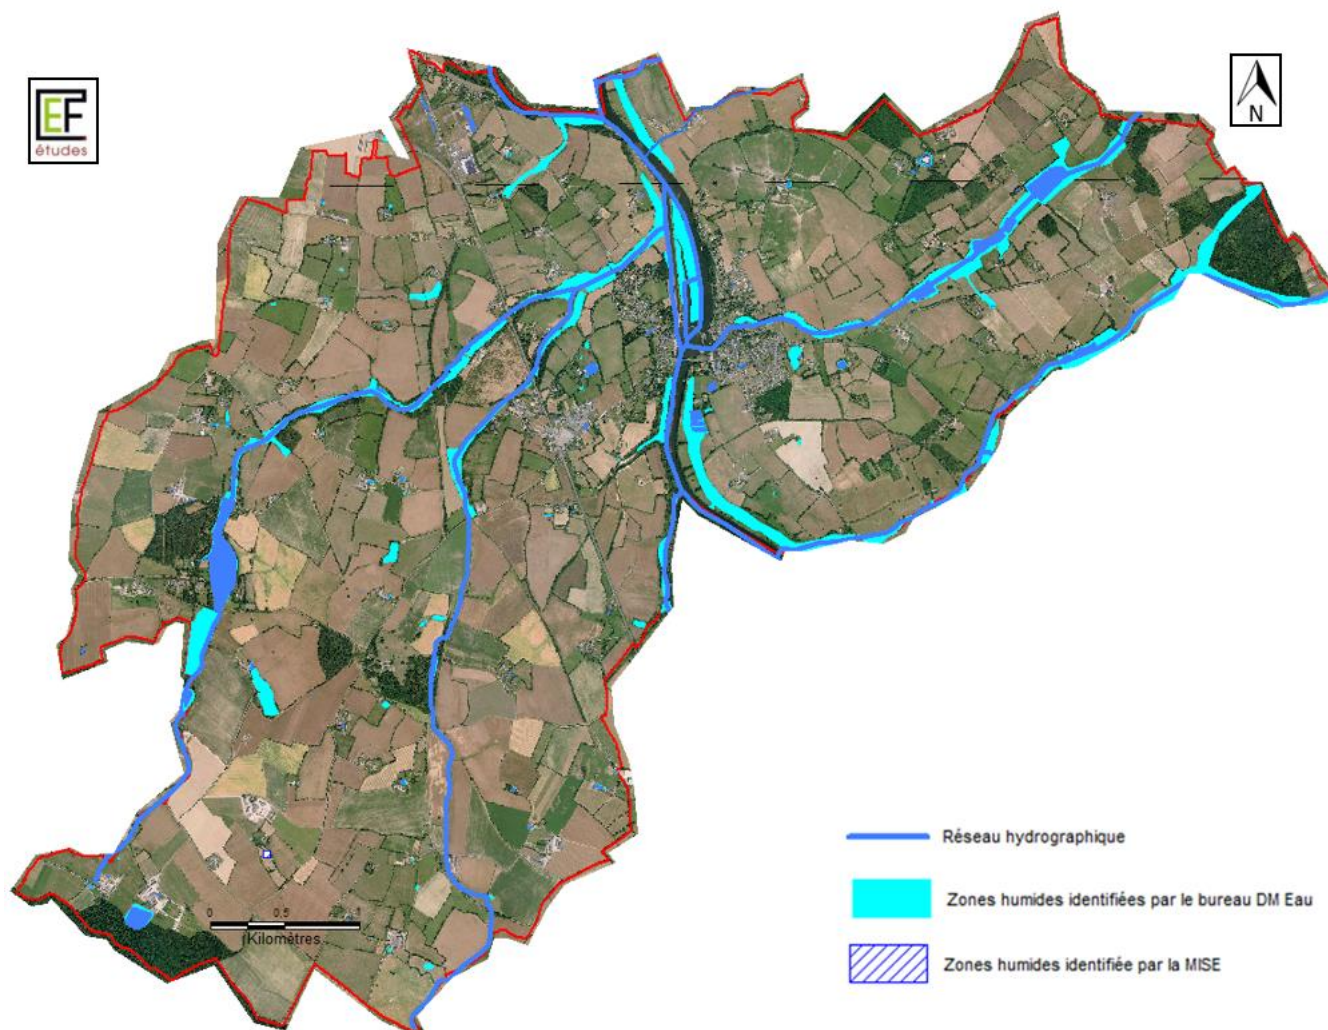 EF
études
N
0 0,5 1
Kilomètres
Réseau hydrographique
Zones humides identifiées par le bureau DM Eau
Zones humides identifiée par la MISE